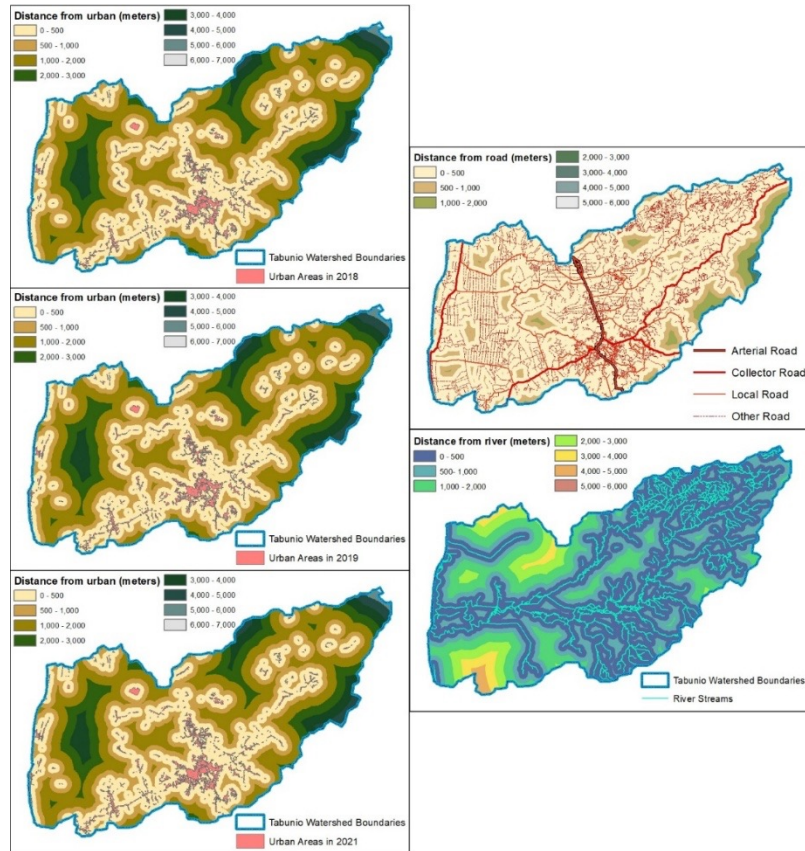 Distance from urban (meters)
0 - 500
500 - 1,000
1,000 - 2,000
2,000 - 3,000
3,000 - 4,000
4,000 - 5,000
5,000 - 6,000
6,000 - 7,000
Tabunio Watershed Boundaries
Urban Areas in 2018
Distance from urban (meters)
0 - 500
500 - 1,000
1,000 - 2,000
2,000 - 3,000
3,000 - 4,000
4,000 - 5,000
5,000 - 6,000
6,000 - 7,000
Tabunio Watershed Boundaries
Urban Areas in 2019
Distance from urban (meters)
0 - 500
500 - 1,000
1,000 - 2,000
2,000 - 3,000
3,000 - 4,000
4,000 - 5,000
5,000 - 6,000
6,000 - 7,000
Tabunio Watershed Boundaries
Urban Areas in 2021
Distance from road (meters)
0 - 500
500 - 1,000
1,000 - 2,000
2,000 - 3,000
3,000 - 4,000
4,000 - 5,000
5,000 - 6,000
Arterial Road
Collector Road
Local Road
Other Road
Distance from river (meters)
0 - 500
500- 1,000
1,000 - 2,000
2,000 - 3,000
3,000 - 4,000
4,000 - 5,000
5,000 - 6,000
Tabunio Watershed Boundaries
River Streams